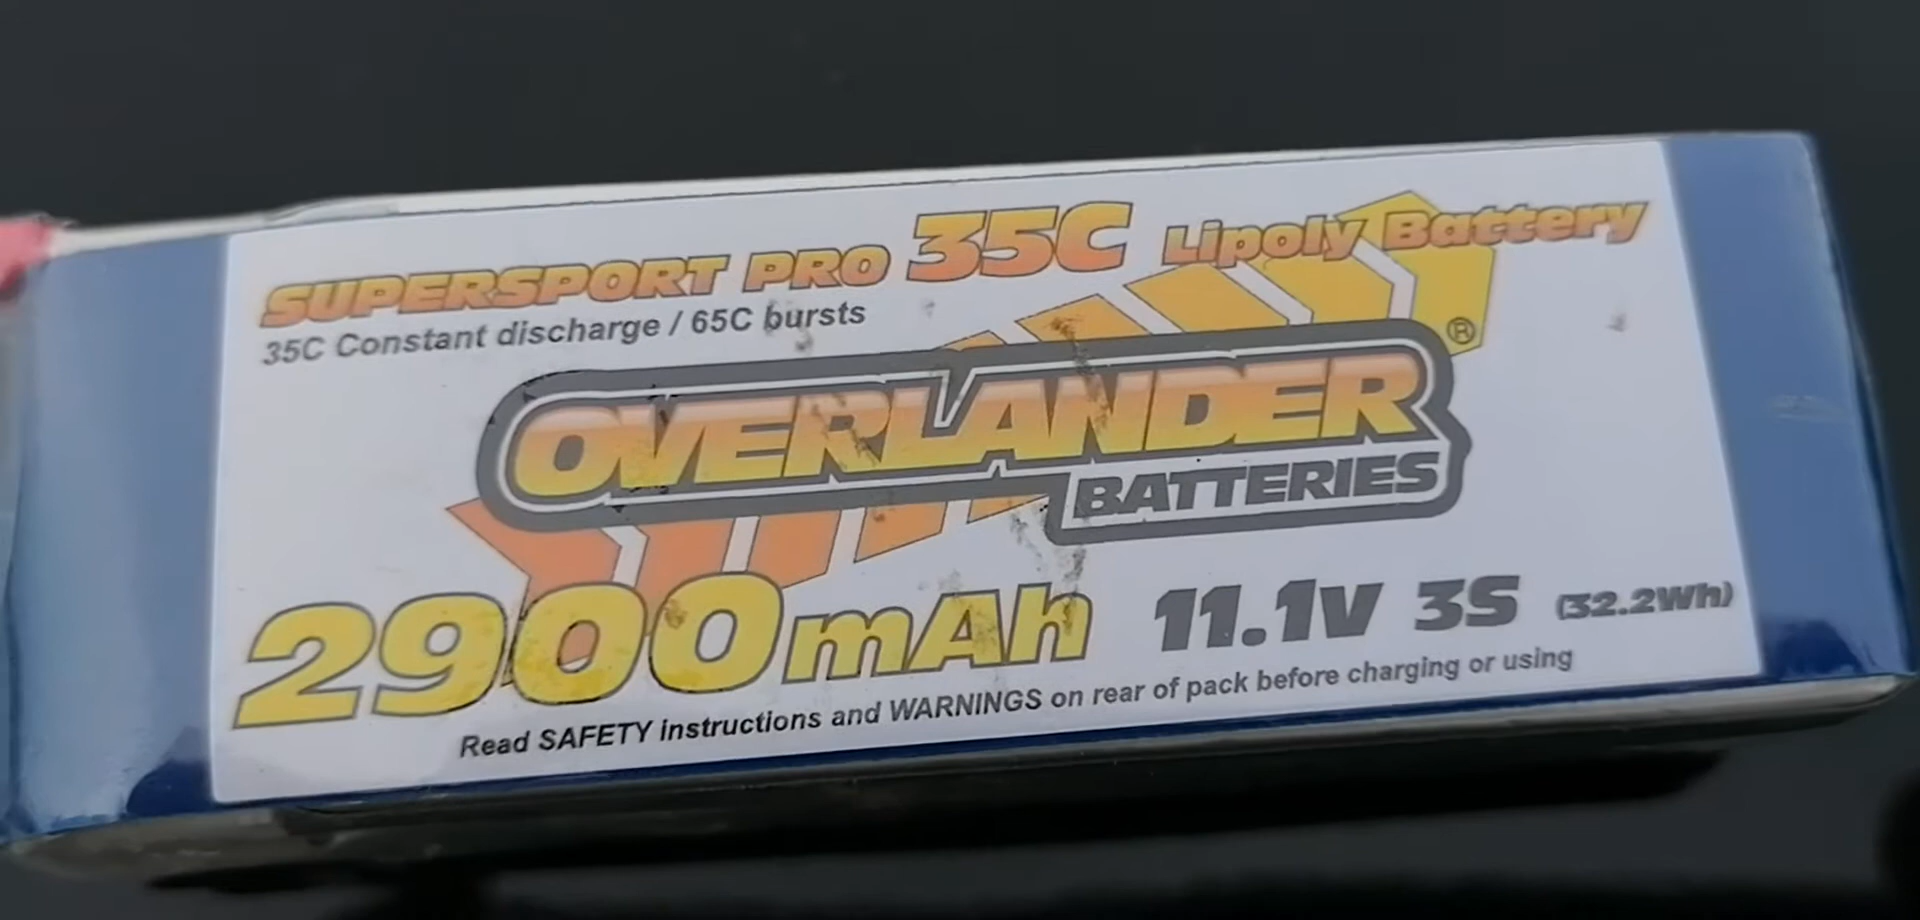 SUPERSPORT PRO 35C Lipoly Battery
35C Constant discharge / 65C bursts
OVERLANDER ®
BATTERIES
2900mAh 11.1v 3S (32.2Wh)
Read SAFETY instructions and WARNINGS on rear of pack before charging or using